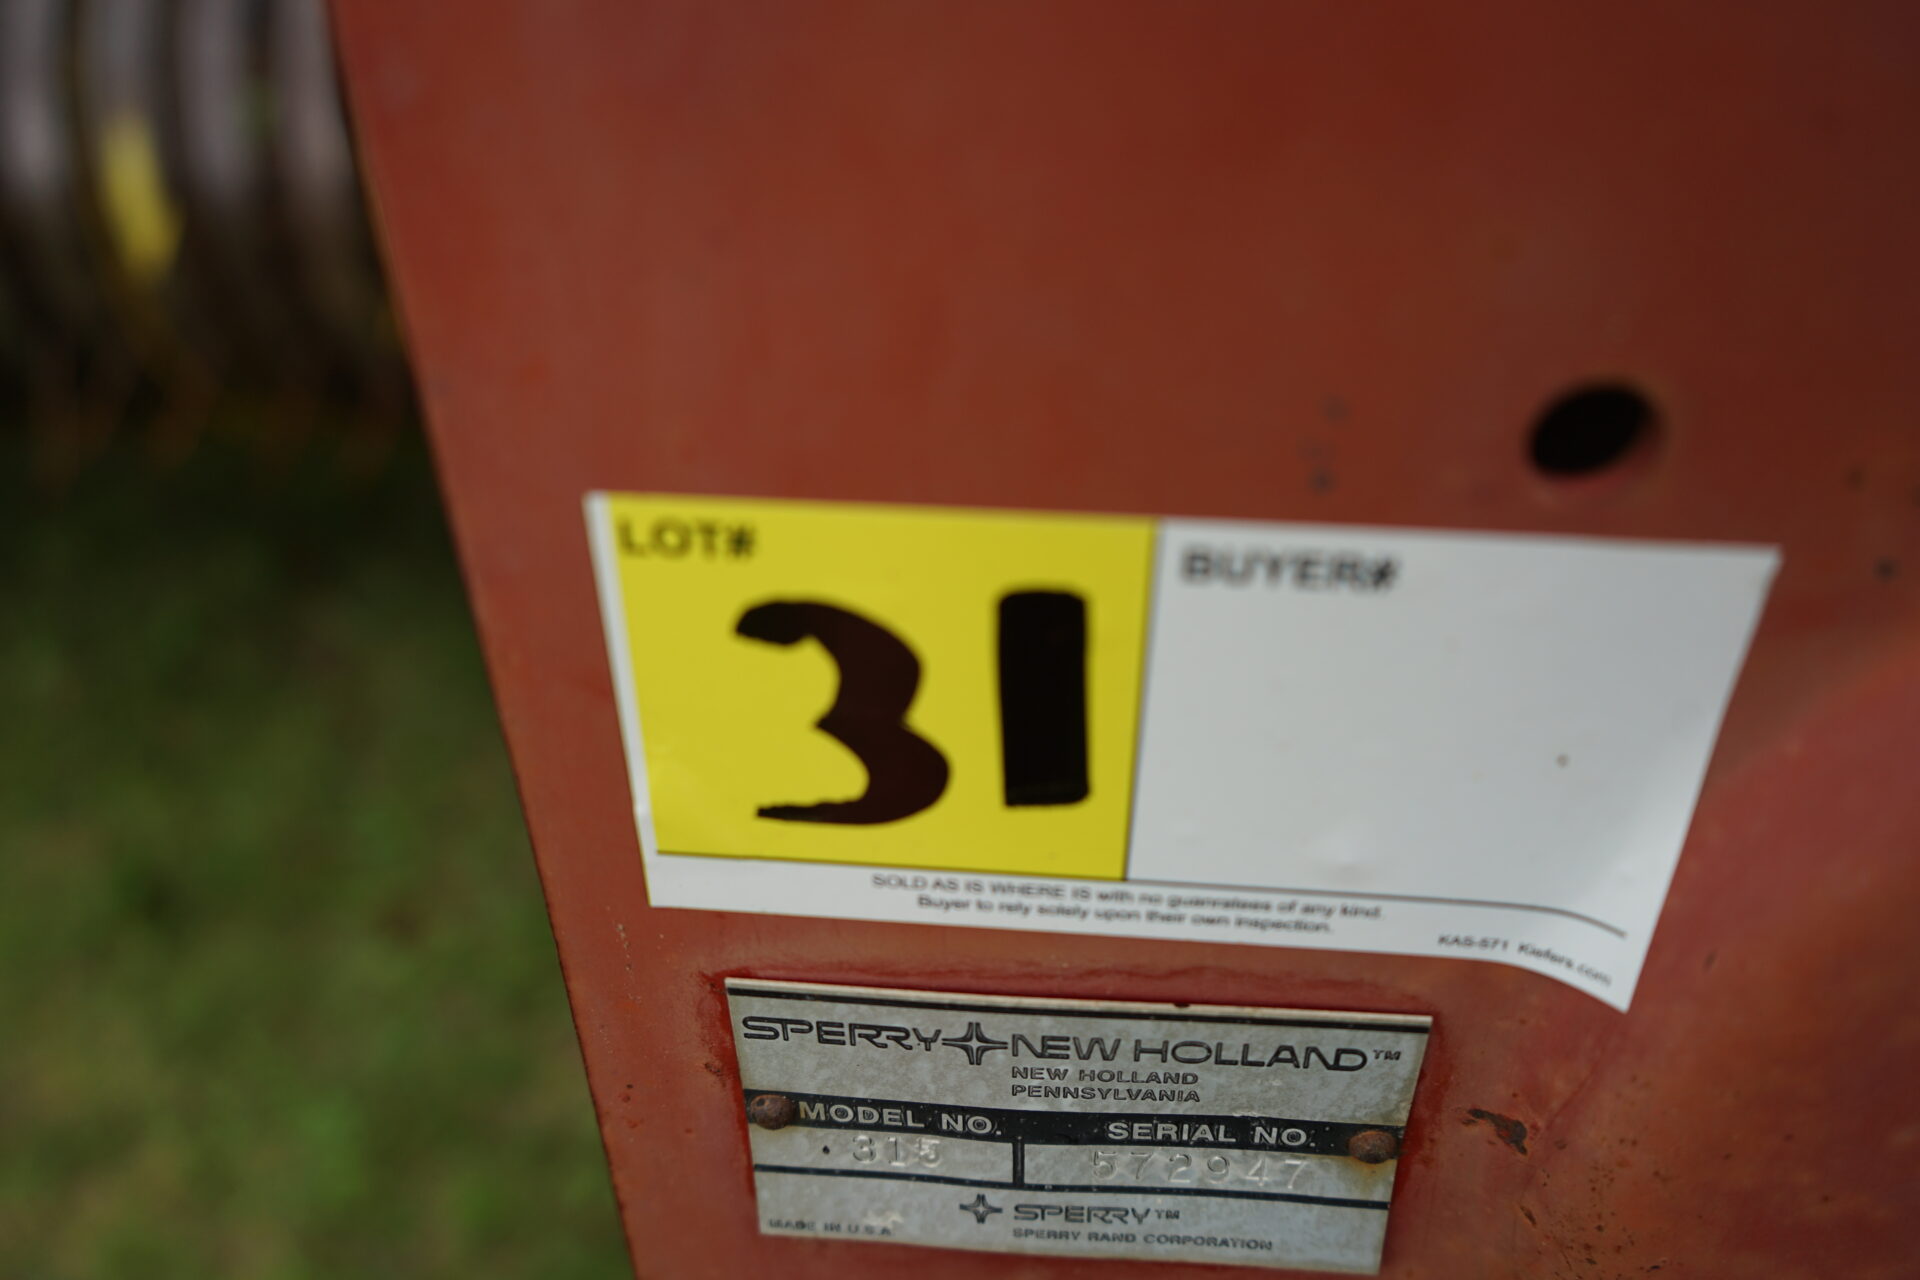 LOT#
31
BUYER#
SOLD AS IS WHERE IS with no guanratees of any kind.
Buyer to rely solely upon their own inspection.
KAS-571 Kiefers.com
SPERRY NEW HOLLAND™
NEW HOLLAND
PENNSYLVANIA
MODEL NO. SERIAL NO.
315 572947
SPERRY™
MADE IN U.S.A. SPERRY RAND CORPORATION